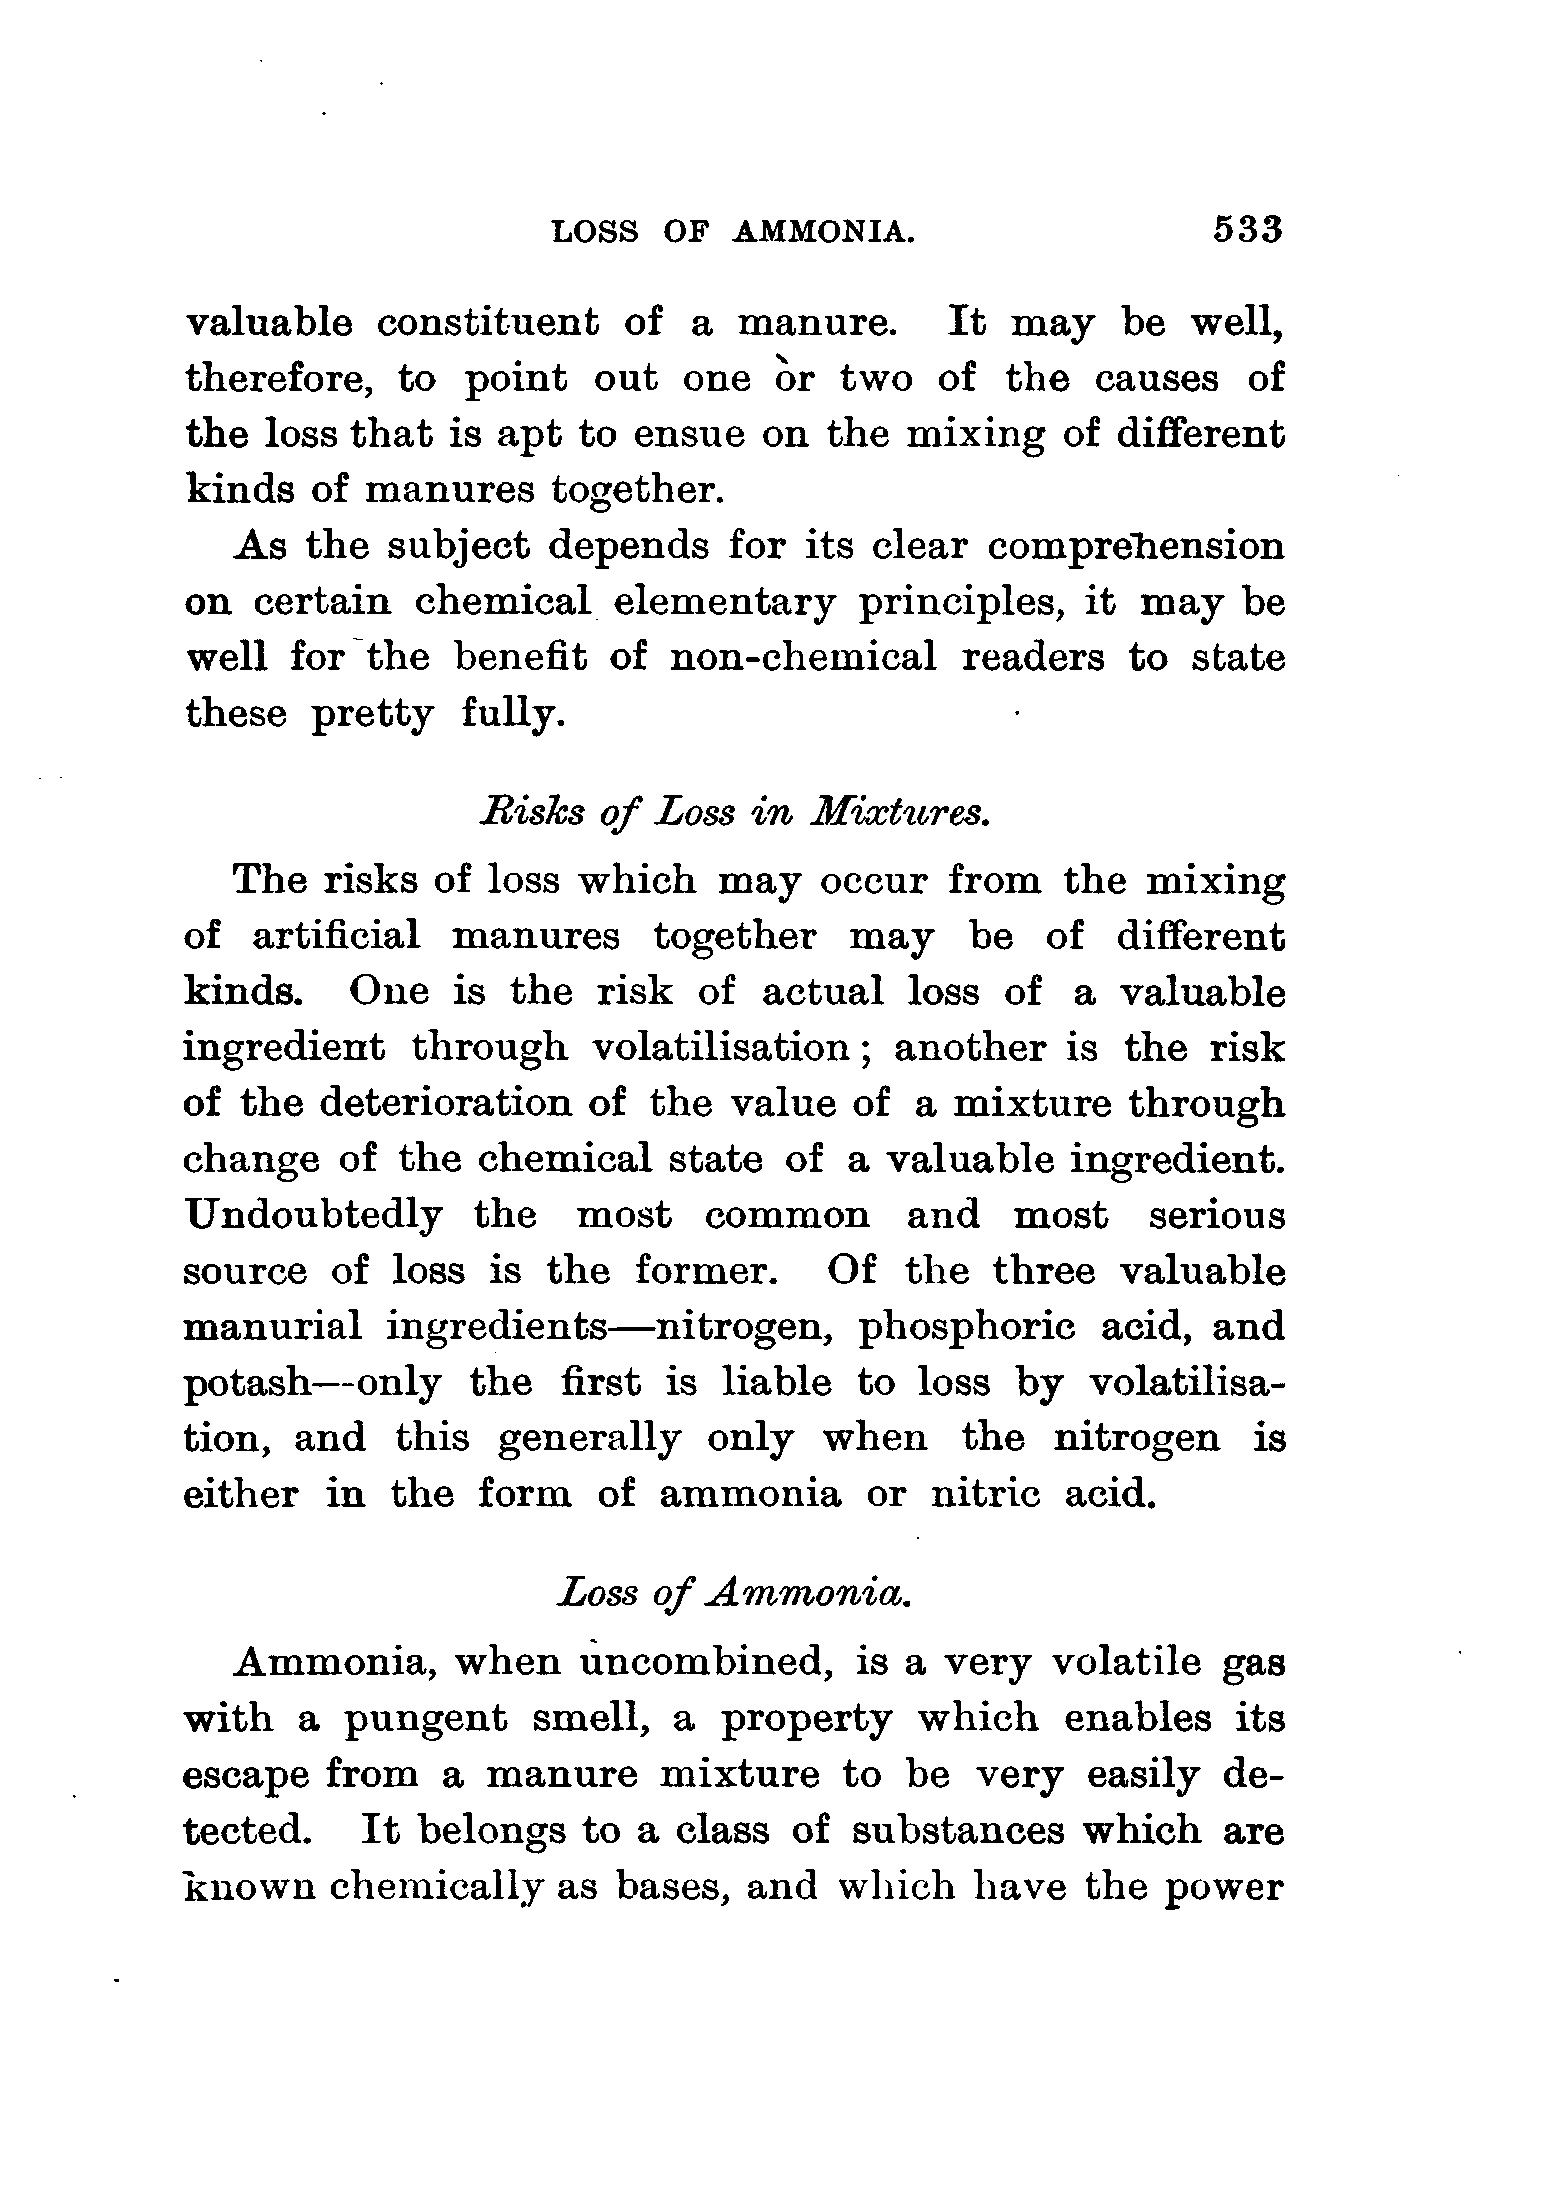 LOSS OF AMMONIA. 533
valuable constituent of a manure. It may be well,
therefore, to point out one or two of the causes of
the loss that is apt to ensue on the mixing of different
kinds of manures together.
As the subject depends for its clear comprehension
on certain chemical elementary principles, it may be
well for the benefit of non-chemical readers to state
these pretty fully.
Risks of Loss in Mixtures.
The risks of loss which may occur from the mixing
of artificial manures together may be of different
kinds. One is the risk of actual loss of a valuable
ingredient through volatilisation; another is the risk
of the deterioration of the value of a mixture through
change of the chemical state of a valuable ingredient.
Undoubtedly the most common and most serious
source of loss is the former. Of the three valuable
manurial ingredients—nitrogen, phosphoric acid, and
potash—only the first is liable to loss by volatilisa-
tion, and this generally only when the nitrogen is
either in the form of ammonia or nitric acid.
Loss of Ammonia.
Ammonia, when uncombined, is a very volatile gas
with a pungent smell, a property which enables its
escape from a manure mixture to be very easily de-
tected. It belongs to a class of substances which are
known chemically as bases, and which have the power